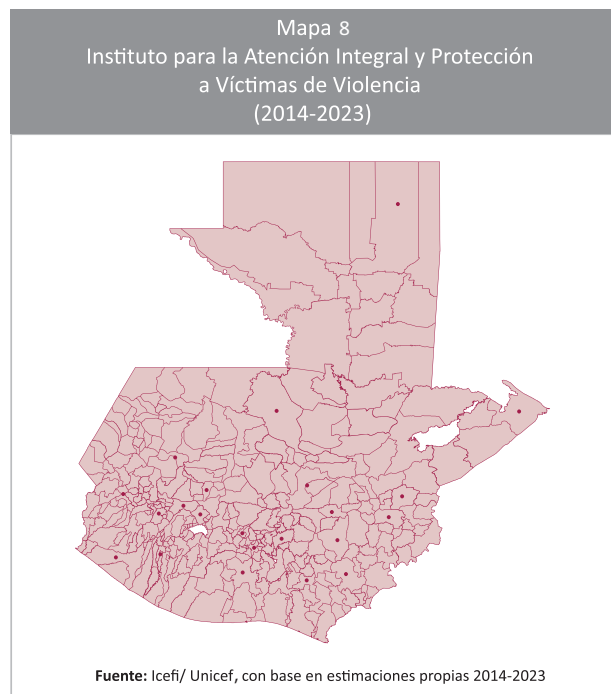 Mapa 8
Instituto para la Atención Integral y Protección
a Víctimas de Violencia
(2014-2023)
Fuente: Icefi/ Unicef, con base en estimaciones propias 2014-2023